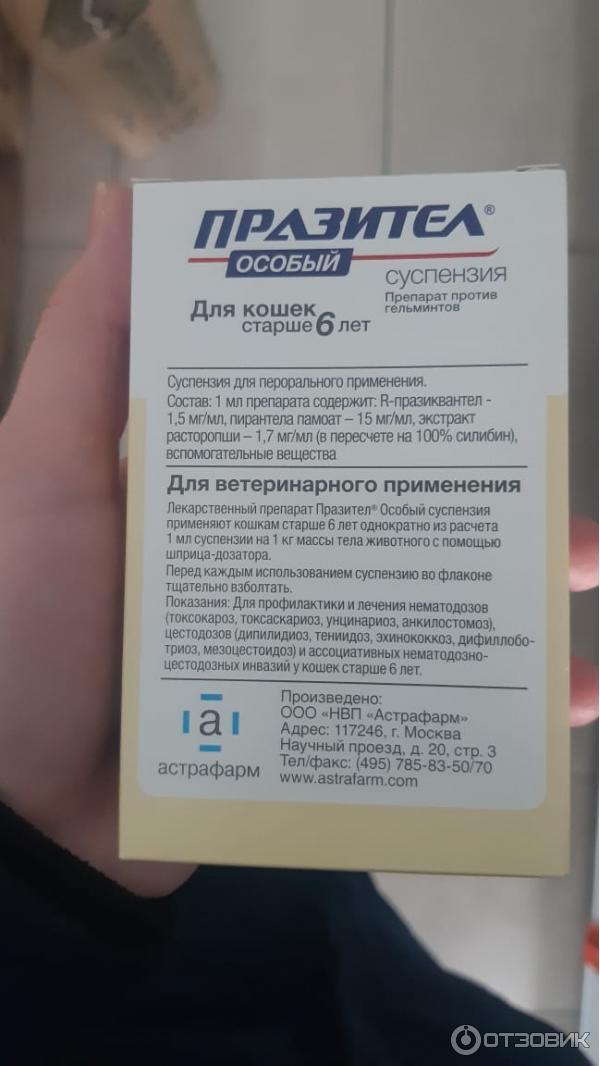 ПРАЗИТЕЛ®
ОСОБЫЙ
суспензия
Препарат против
гельминтов
Для кошек
старше 6 лет
Суспензия для перорального применения.
Состав: 1 мл препарата содержит: R-празиквантел -
1,5 мг/мл, пирантела памоат – 15 мг/мл, экстракт
расторопши – 1,7 мг/мл (в пересчете на 100% силибин),
вспомогательные вещества
Для ветеринарного применения
Лекарственный препарат Празител® Особый суспензия
применяют кошкам старше 6 лет однократно из расчета
1 мл суспензии на 1 кг массы тела животного с помощью
шприца-дозатора.
Перед каждым использованием суспензию во флаконе
тщательно взболтать.
Показания: Для профилактики и лечения нематодозов
(токсокароз, токсаскариоз, унцинариоз, анкилостомоз),
цестодозов (дипилидиоз, тениидоз, эхинококкоз, дифиллобо-
триоз, мезоцестоидоз) и ассоциативных нематодозно-
цестодозных инвазий у кошек старше 6 лет.
а
астрафарм
Произведено:
ООО «НВП «Астрафарм»
Адрес: 117246, г. Москва
Научный проезд, д. 20, стр. 3
Тел/факс: (495) 785-83-50/70
www.astrafarm.com
ОТЗОВИК